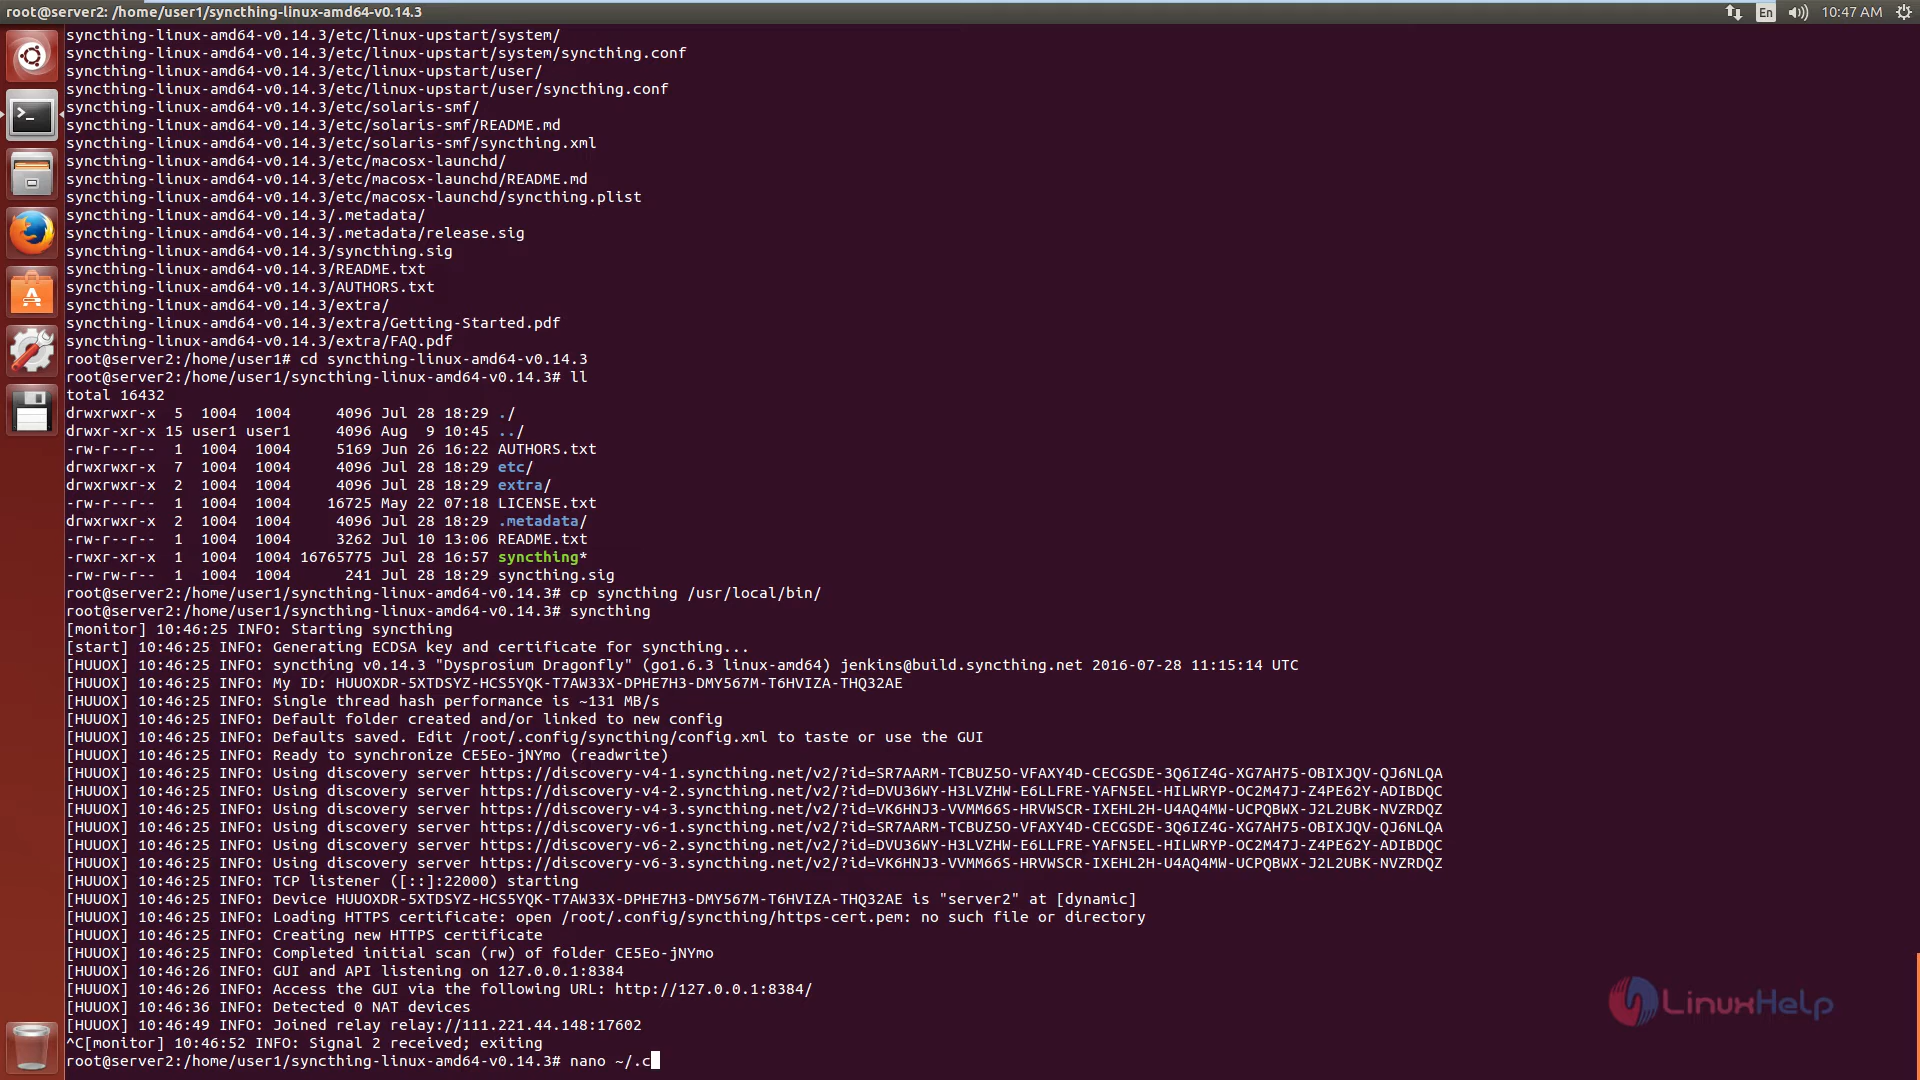 root@server2: /home/user1/syncthing-linux-amd64-v0.14.3
En
10:47 AM
syncthing-linux-amd64-v0.14.3/etc/linux-upstart/system/
syncthing-linux-amd64-v0.14.3/etc/linux-upstart/system/syncthing.conf
syncthing-linux-amd64-v0.14.3/etc/linux-upstart/user/
syncthing-linux-amd64-v0.14.3/etc/linux-upstart/user/syncthing.conf
syncthing-linux-amd64-v0.14.3/etc/solaris-smf/
syncthing-linux-amd64-v0.14.3/etc/solaris-smf/README.md
syncthing-linux-amd64-v0.14.3/etc/solaris-smf/syncthing.xml
syncthing-linux-amd64-v0.14.3/etc/macosx-launchd/
syncthing-linux-amd64-v0.14.3/etc/macosx-launchd/README.md
syncthing-linux-amd64-v0.14.3/etc/macosx-launchd/syncthing.plist
syncthing-linux-amd64-v0.14.3/.metadata/
syncthing-linux-amd64-v0.14.3/.metadata/release.sig
syncthing-linux-amd64-v0.14.3/syncthing.sig
syncthing-linux-amd64-v0.14.3/README.txt
syncthing-linux-amd64-v0.14.3/AUTHORS.txt
syncthing-linux-amd64-v0.14.3/extra/
syncthing-linux-amd64-v0.14.3/extra/Getting-Started.pdf
syncthing-linux-amd64-v0.14.3/extra/FAQ.pdf
root@server2:/home/user1# cd syncthing-linux-amd64-v0.14.3
root@server2:/home/user1/syncthing-linux-amd64-v0.14.3# ll
total 16432
drwxrwxr-x  5  1004  1004     4096 Jul 28 18:29 ./
drwxr-xr-x 15 user1 user1     4096 Aug  9 10:45 ../
-rw-r--r--  1  1004  1004     5169 Jun 26 16:22 AUTHORS.txt
drwxrwxr-x  7  1004  1004     4096 Jul 28 18:29 etc/
drwxrwxr-x  2  1004  1004     4096 Jul 28 18:29 extra/
-rw-r--r--  1  1004  1004    16725 May 22 07:18 LICENSE.txt
drwxrwxr-x  2  1004  1004     4096 Jul 28 18:29 .metadata/
-rw-r--r--  1  1004  1004     3262 Jul 10 13:06 README.txt
-rwxr-xr-x  1  1004  1004 16765775 Jul 28 16:57 syncthing*
-rw-rw-r--  1  1004  1004      241 Jul 28 18:29 syncthing.sig
root@server2:/home/user1/syncthing-linux-amd64-v0.14.3# cp syncthing /usr/local/bin/
root@server2:/home/user1/syncthing-linux-amd64-v0.14.3# syncthing
[monitor] 10:46:25 INFO: Starting syncthing
[start] 10:46:25 INFO: Generating ECDSA key and certificate for syncthing...
[HUUOX] 10:46:25 INFO: syncthing v0.14.3 "Dysprosium Dragonfly" (go1.6.3 linux-amd64) jenkins@build.syncthing.net 2016-07-28 11:15:14 UTC
[HUUOX] 10:46:25 INFO: My ID: HUUOXDR-5XTDSYZ-HCS5YQK-T7AW33X-DPHE7H3-DMY567M-T6HVIZA-THQ32AE
[HUUOX] 10:46:25 INFO: Single thread hash performance is ~131 MB/s
[HUUOX] 10:46:25 INFO: Default folder created and/or linked to new config
[HUUOX] 10:46:25 INFO: Defaults saved. Edit /root/.config/syncthing/config.xml to taste or use the GUI
[HUUOX] 10:46:25 INFO: Ready to synchronize CE5Eo-jNYmo (readwrite)
[HUUOX] 10:46:25 INFO: Using discovery server https://discovery-v4-1.syncthing.net/v2/?id=SR7AARM-TCBUZ5O-VFAXY4D-CECGSDE-3Q6IZ4G-XG7AH75-OBIXJQV-QJ6NLQA
[HUUOX] 10:46:25 INFO: Using discovery server https://discovery-v4-2.syncthing.net/v2/?id=DVU36WY-H3LVZHW-E6LLFRE-YAFN5EL-HILWRYP-OC2M47J-Z4PE62Y-ADIBDQC
[HUUOX] 10:46:25 INFO: Using discovery server https://discovery-v4-3.syncthing.net/v2/?id=VK6HNJ3-VVMM66S-HRVWSCR-IXEHL2H-U4AQ4MW-UCPQBWX-J2L2UBK-NVZRDQZ
[HUUOX] 10:46:25 INFO: Using discovery server https://discovery-v6-1.syncthing.net/v2/?id=SR7AARM-TCBUZ5O-VFAXY4D-CECGSDE-3Q6IZ4G-XG7AH75-OBIXJQV-QJ6NLQA
[HUUOX] 10:46:25 INFO: Using discovery server https://discovery-v6-2.syncthing.net/v2/?id=DVU36WY-H3LVZHW-E6LLFRE-YAFN5EL-HILWRYP-OC2M47J-Z4PE62Y-ADIBDQC
[HUUOX] 10:46:25 INFO: Using discovery server https://discovery-v6-3.syncthing.net/v2/?id=VK6HNJ3-VVMM66S-HRVWSCR-IXEHL2H-U4AQ4MW-UCPQBWX-J2L2UBK-NVZRDQZ
[HUUOX] 10:46:25 INFO: TCP listener ([::]:22000) starting
[HUUOX] 10:46:25 INFO: Device HUUOXDR-5XTDSYZ-HCS5YQK-T7AW33X-DPHE7H3-DMY567M-T6HVIZA-THQ32AE is "server2" at [dynamic]
[HUUOX] 10:46:25 INFO: Loading HTTPS certificate: open /root/.config/syncthing/https-cert.pem: no such file or directory
[HUUOX] 10:46:25 INFO: Creating new HTTPS certificate
[HUUOX] 10:46:25 INFO: Completed initial scan (rw) of folder CE5Eo-jNYmo
[HUUOX] 10:46:26 INFO: GUI and API listening on 127.0.0.1:8384
[HUUOX] 10:46:26 INFO: Access the GUI via the following URL: http://127.0.0.1:8384/
[HUUOX] 10:46:36 INFO: Detected 0 NAT devices
[HUUOX] 10:46:49 INFO: Joined relay relay://111.221.44.148:17602
^C[monitor] 10:46:52 INFO: Signal 2 received; exiting
root@server2:/home/user1/syncthing-linux-amd64-v0.14.3# nano ~/.c
LinuxHelp